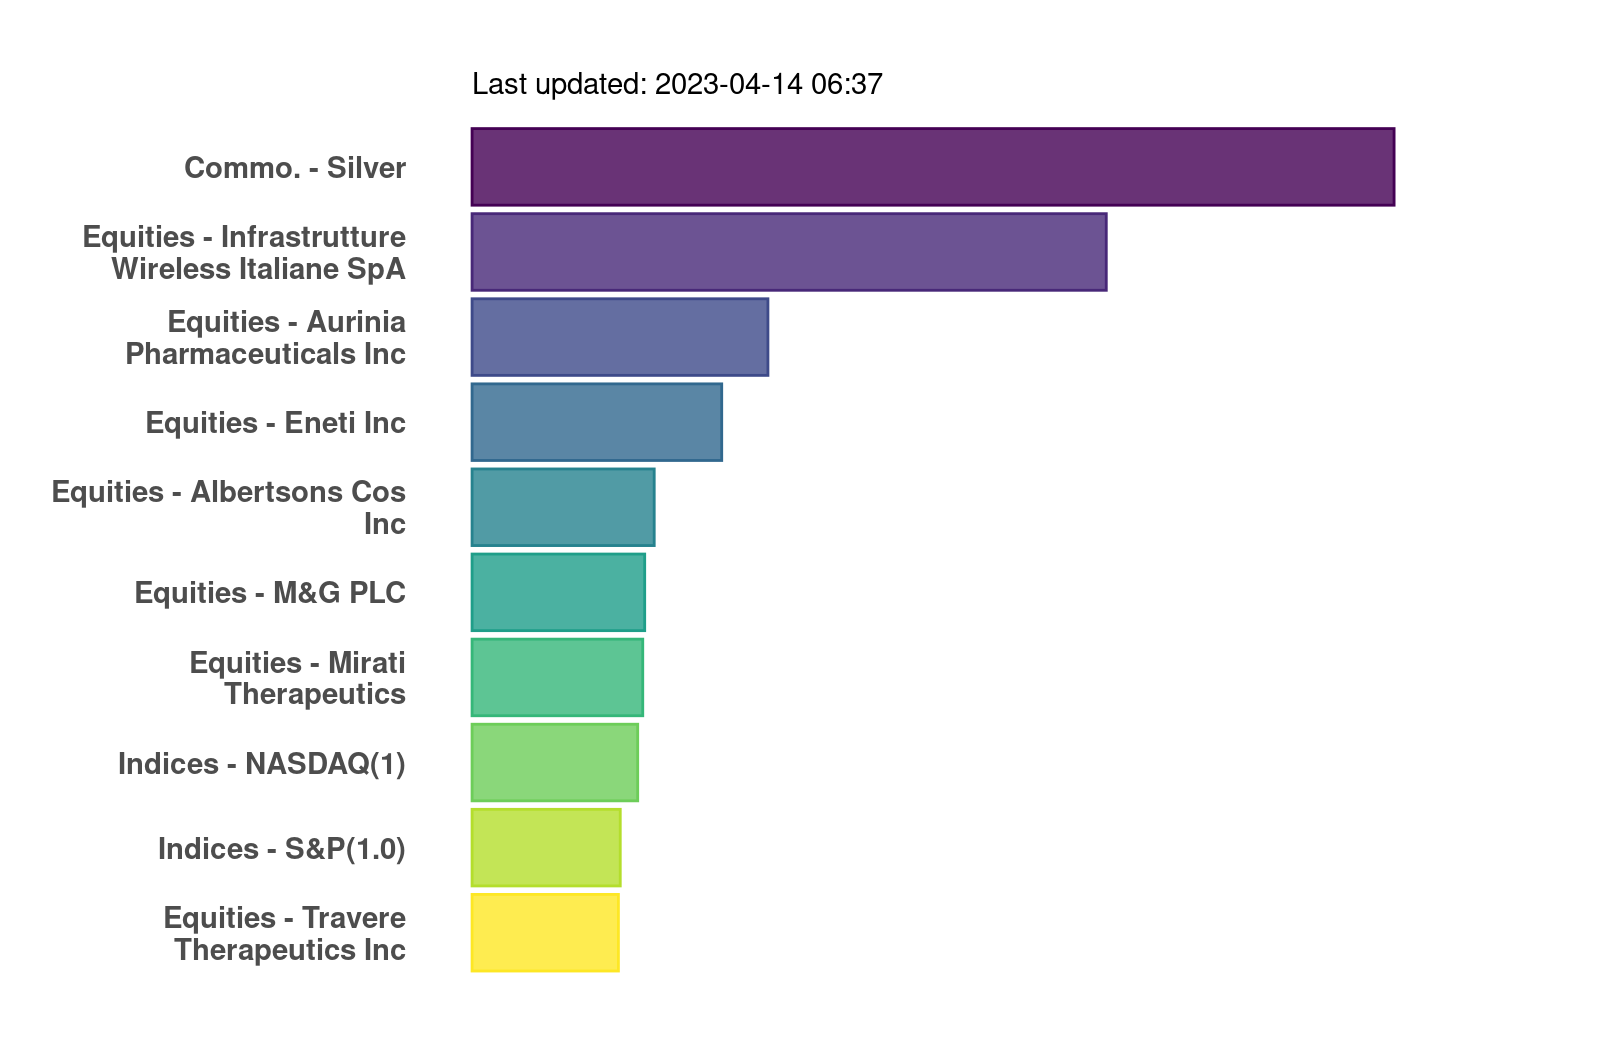 Last updated: 2023-04-14 06:37
Commo. - Silver
Equities - Infrastrutture
Wireless Italiane SpA
Equities - Aurinia
Pharmaceuticals Inc
Equities - Eneti Inc
Equities - Albertsons Cos
Inc
Equities - M&G PLC
Equities - Mirati
Therapeutics
Indices - NASDAQ(1)
Indices - S&P(1.0)
Equities - Travere
Therapeutics Inc